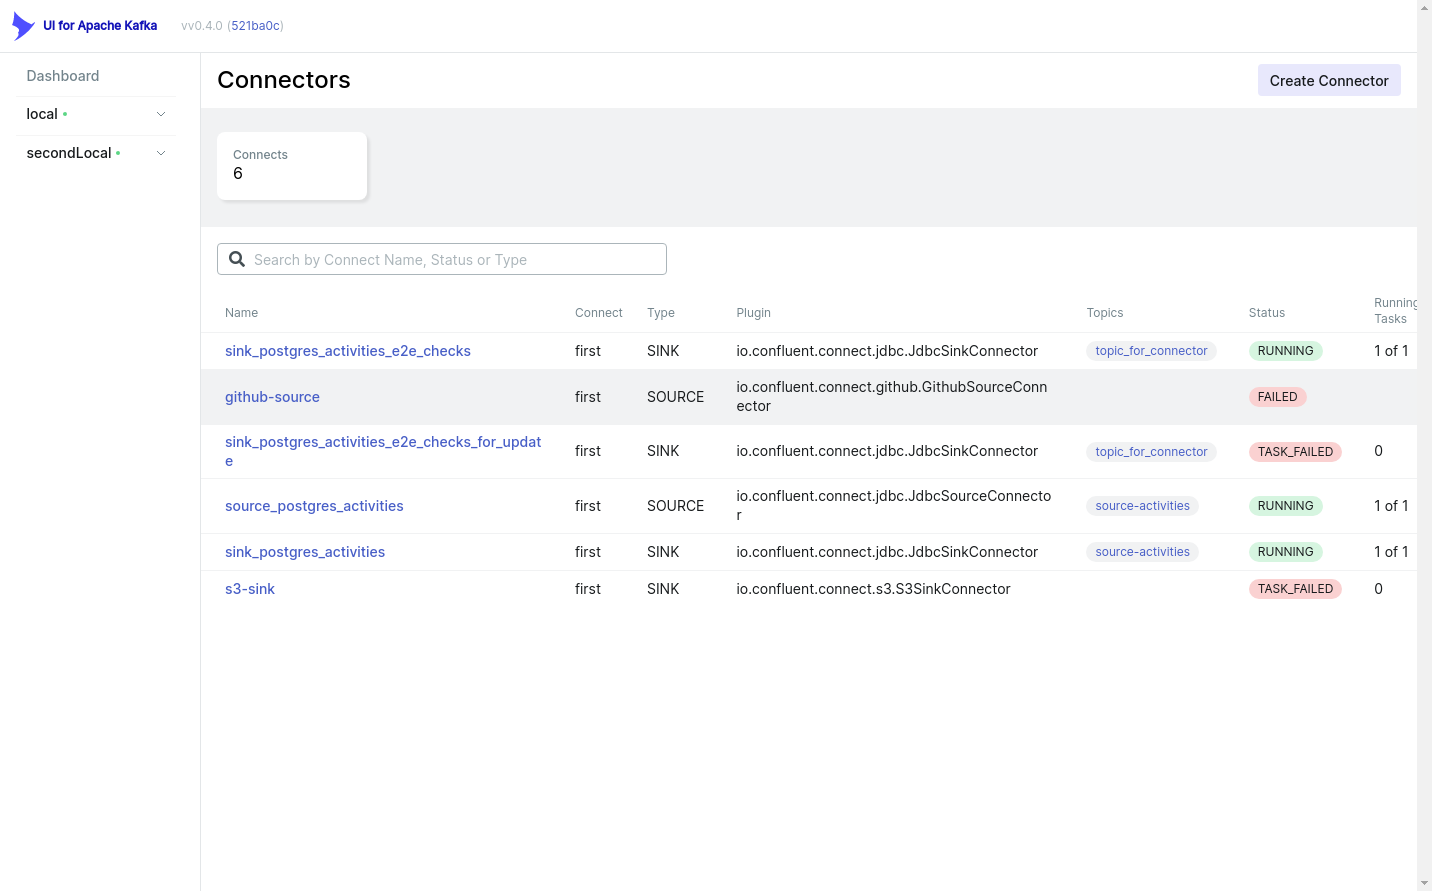 UI for Apache Kafka
vv0.4.0 (521ba0c)
Dashboard
local
secondLocal
Connectors
Create Connector
Connects
6
Search by Connect Name, Status or Type
Name Connect Type Plugin Topics Status Running
Tasks
sink_postgres_activities_e2e_checks first SINK io.confluent.connect.jdbc.JdbcSinkConnector topic_for_connector RUNNING 1 of 1
github-source first SOURCE io.confluent.connect.github.GithubSourceConn
ector FAILED
sink_postgres_activities_e2e_checks_for_updat
e first SINK io.confluent.connect.jdbc.JdbcSinkConnector topic_for_connector TASK_FAILED 0
source_postgres_activities first SOURCE io.confluent.connect.jdbc.JdbcSourceConnecto
r source-activities RUNNING 1 of 1
sink_postgres_activities first SINK io.confluent.connect.jdbc.JdbcSinkConnector source-activities RUNNING 1 of 1
s3-sink first SINK io.confluent.connect.s3.S3SinkConnector TASK_FAILED 0